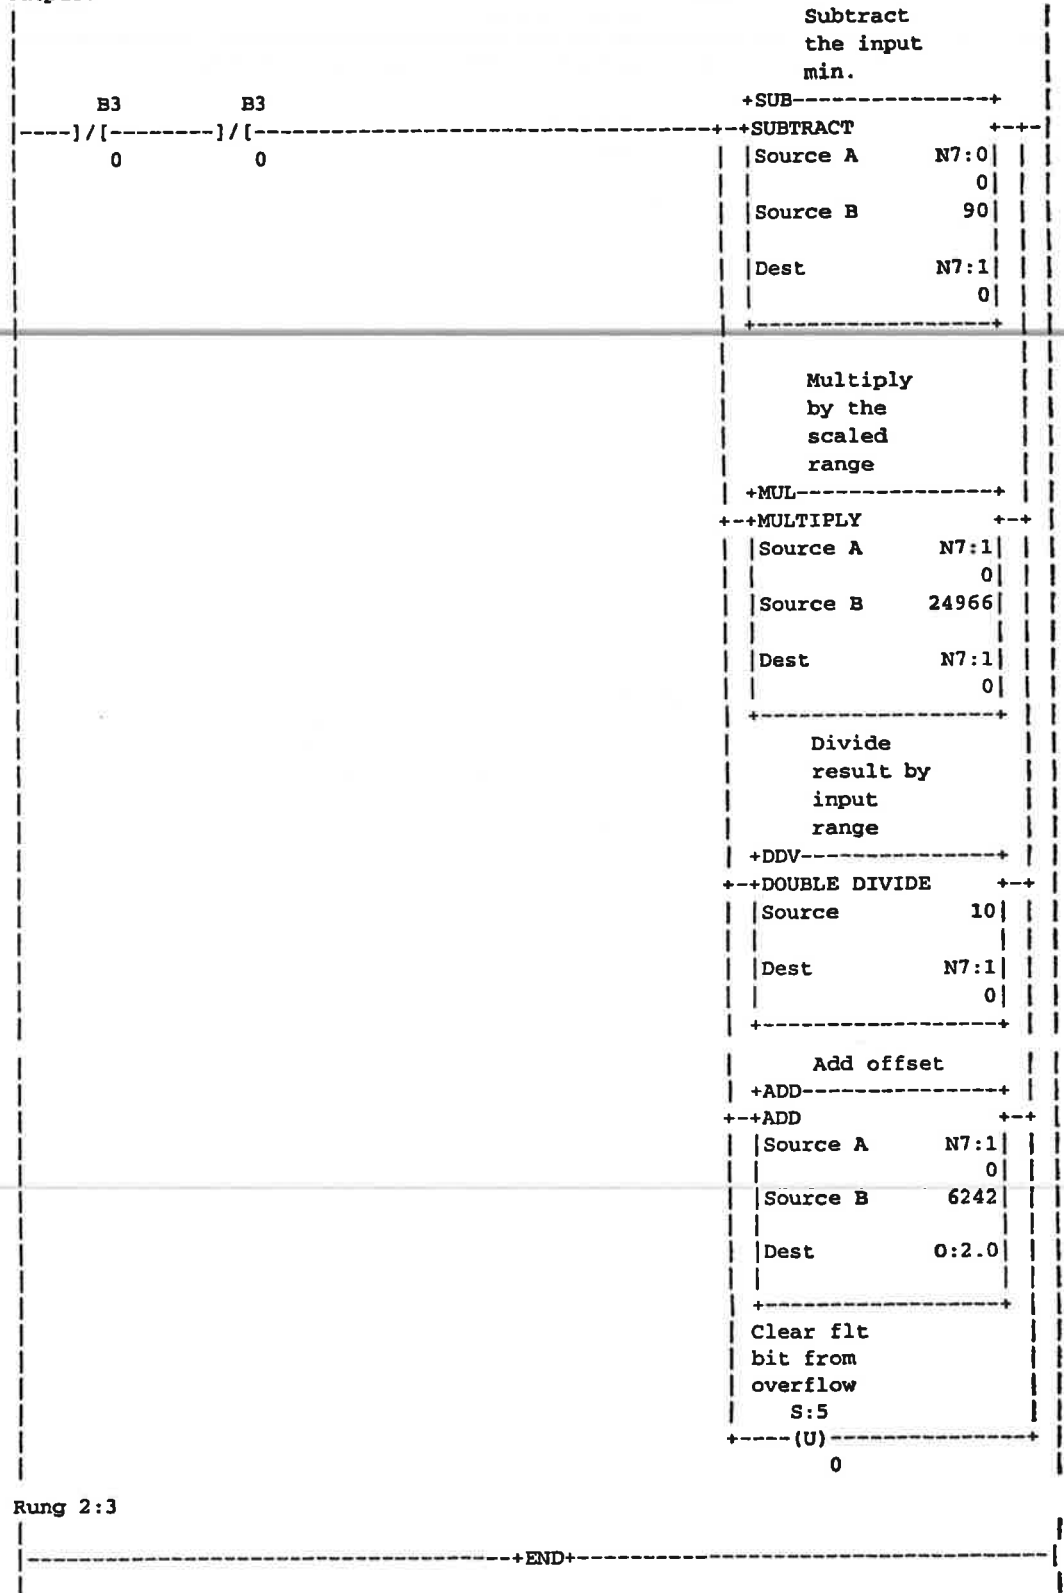 Subtract
the input
min.
B3 B3 +SUB----------------+
|----]/[--------]/[------------------------------------+-+SUBTRACT +-+-|
0 0 | |Source A N7:0| | |
| 0| | |
|Source B 90| | |
|Dest N7:1| | |
| 0| | |
+-------------------+
Multiply
by the
scaled
range
+MUL----------------+
+-+MULTIPLY +-+
|Source A N7:1|
| 0|
|Source B 24966|
|Dest N7:1|
| 0|
+-------------------+
Divide
result by
input
range
+DDV----------------+
+-+DOUBLE DIVIDE +-+
|Source 10|
|Dest N7:1|
| 0|
+-------------------+
Add offset
+ADD----------------+
+-+ADD +-+
|Source A N7:1|
| 0|
|Source B 6242|
|Dest O:2.0|
+-------------------+
Clear flt
bit from
overflow
S:5
+----(U)----------------+
0
Rung 2:3
|--------------------------------------+END+------------------------------------|